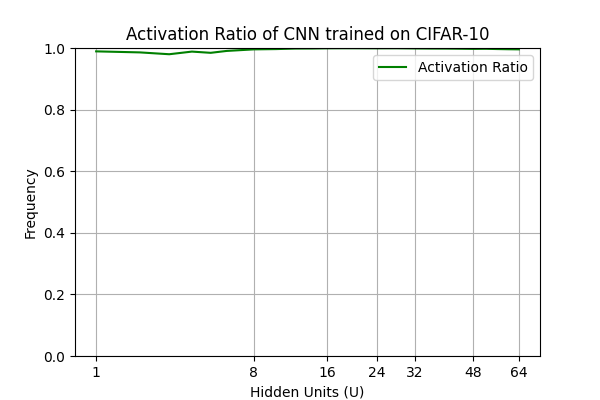 Activation Ratio of CNN trained on CIFAR-10
1.0
Activation Ratio
0.8
0.6
Frequency
0.4
0.2
0.0
1 8 16 24 32 48 64
Hidden Units (U)